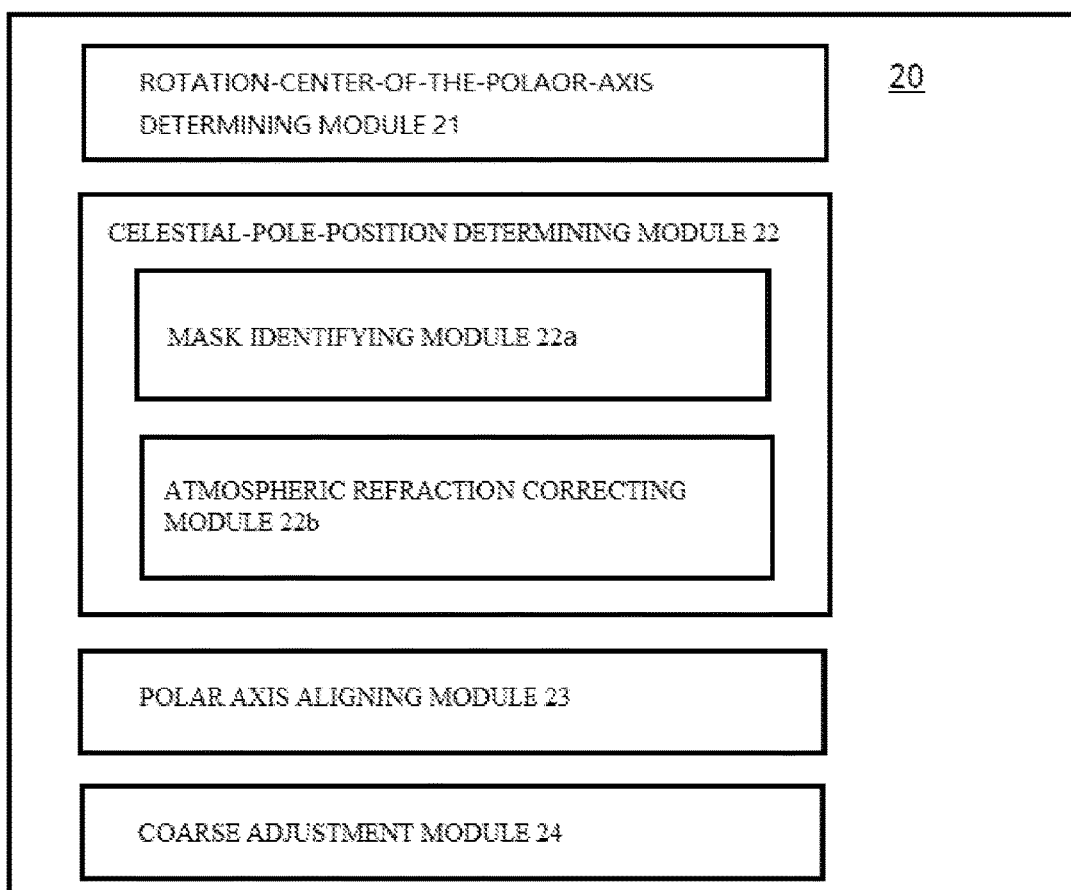 ROTATION-CENTER-OF-THE-POLAOR-AXIS
DETERMINING MODULE 21
20
CELESTIAL-POLE-POSITION DETERMINING MODULE 22
MASK IDENTIFYING MODULE 22a
ATMOSPHERIC REFRACTION CORRECTING
MODULE 22b
POLAR AXIS ALIGNING MODULE 23
COARSE ADJUSTMENT MODULE 24